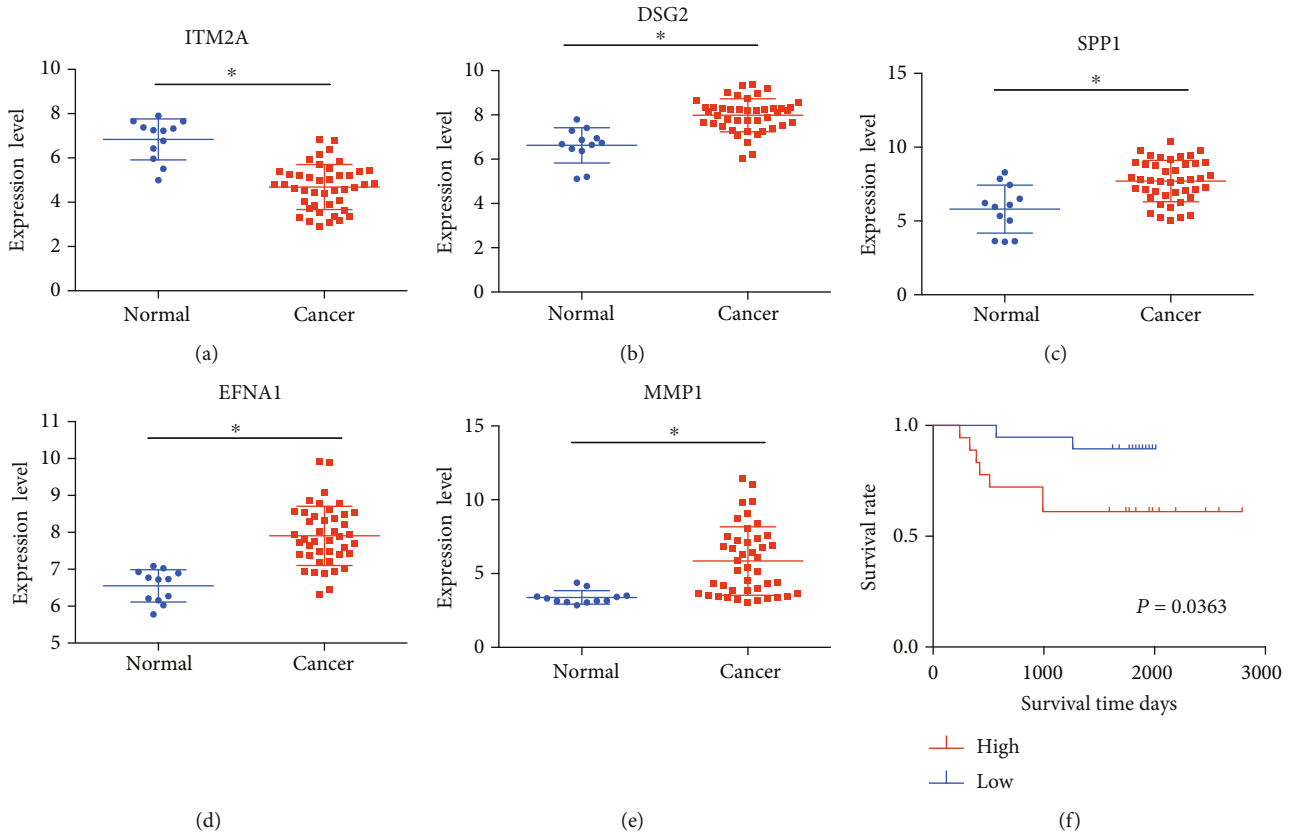 ITM2A
*
10
8
6
4
2
0
Expression level
Normal
Cancer
(a)
DSG2
*
10
8
6
4
2
0
Expression level
Normal
Cancer
(b)
SPP1
*
15
10
5
0
Expression level
Normal
Cancer
(c)
EFNA1
*
11
10
9
8
7
6
5
Expression level
Normal
Cancer
(d)
MMP1
*
15
10
5
0
Expression level
Normal
Cancer
(e)
1.0
0.5
1.0
Survival rate
P = 0.0363
0
1000
2000
3000
Survival time days
High
Low
(f)